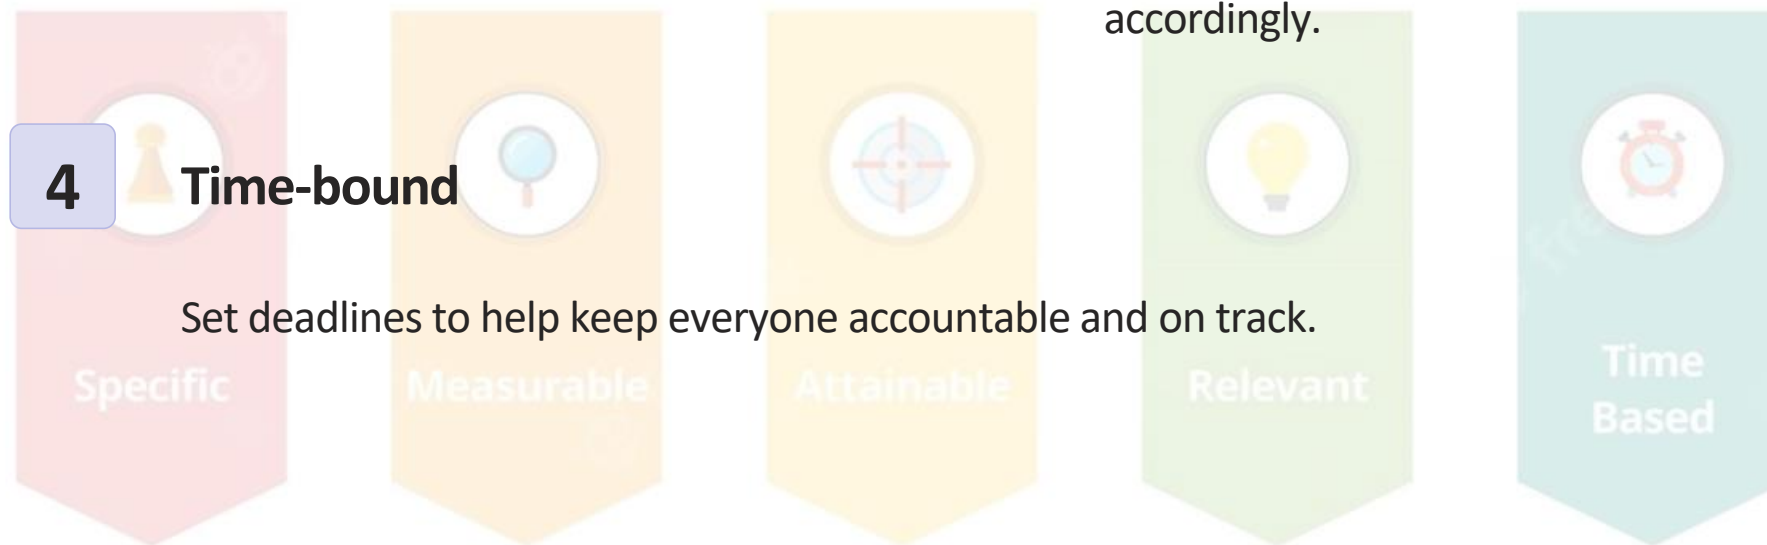 accordingly.
4
Time-bound
Set deadlines to help keep everyone accountable and on track.
Specific
Measurable
Attainable
Relevant
Time
Based